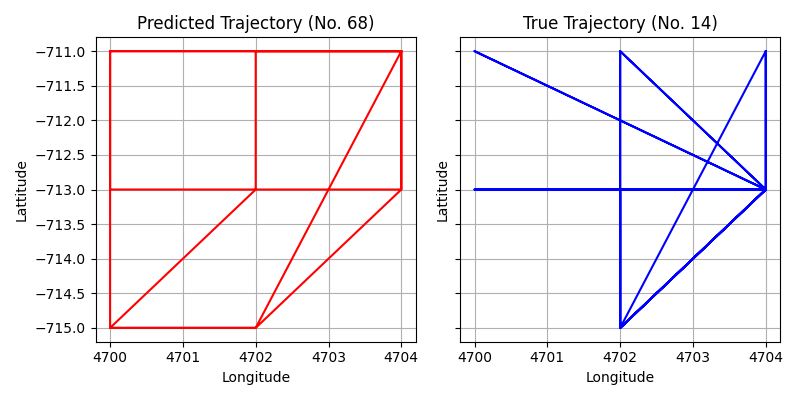 Predicted Trajectory (No. 68)
−711.0
−711.5
−712.0
−712.5
−713.0
−713.5
−714.0
−714.5
−715.0
Lattitude
4700 4701 4702 4703 4704
Longitude
True Trajectory (No. 14)
Lattitude
4700 4701 4702 4703 4704
Longitude